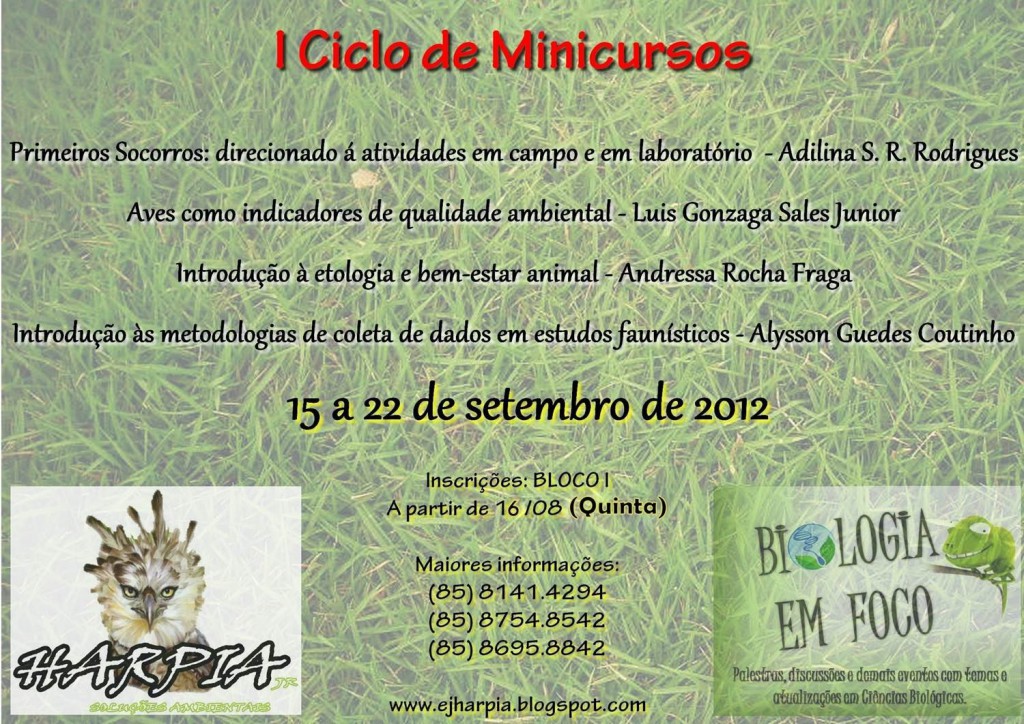 I Ciclo de Minicursos
Primeiros Socorros: direcionado á atividades em campo e em laboratório - Adilina S. R. Rodrigues
Aves como indicadores de qualidade ambiental - Luis Gonzaga Sales Junior
Introdução à etologia e bem-estar animal - Andressa Rocha Fraga
Introdução às metodologias de coleta de dados em estudos faunísticos - Alysson Guedes Coutinho
15 a 22 de setembro de 2012
Inscrições: BLOCO I
A partir de 16/08 (Quinta)
Maiores informações:
(85) 8141.4294
(85) 8754.8542
(85) 8695.8842
www.ejharpia.blogspot.com
HARPIA JR
SOLUÇÕES AMBIENTAIS
BIOLOGIA
EM FOCO
Palestras, discussões e demais eventos com temas e
atualizações em Ciências Biológicas.